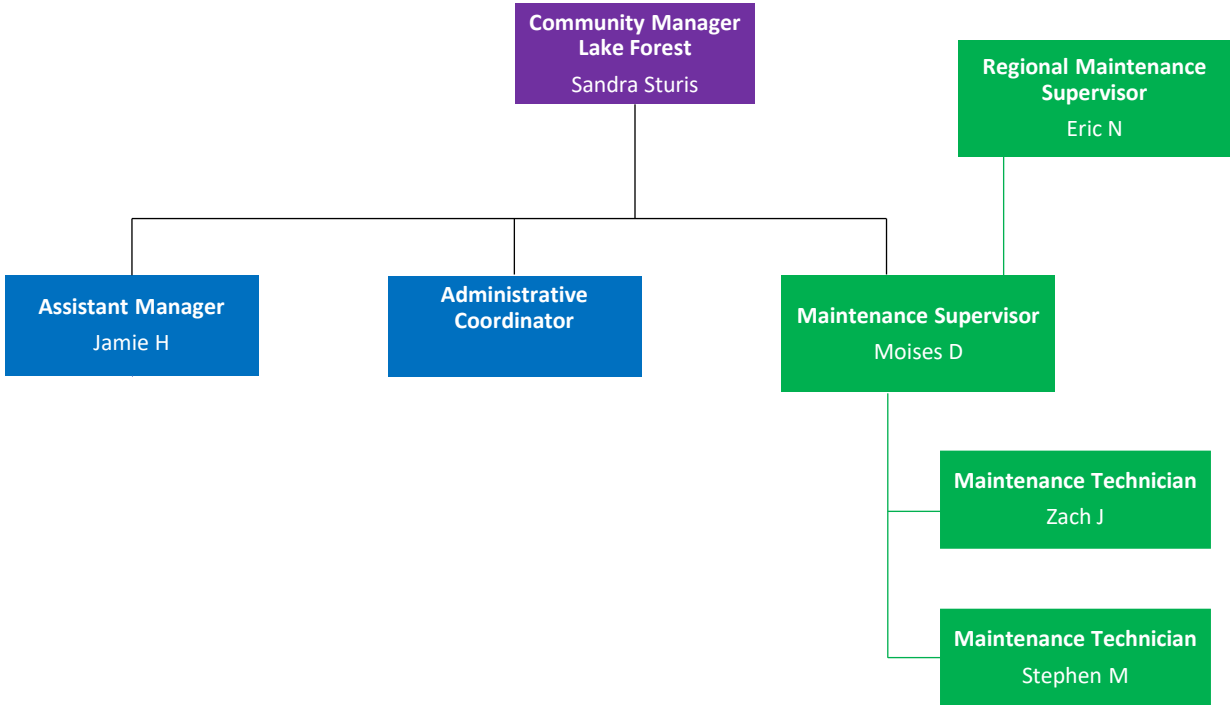 Community Manager
Lake Forest
Sandra Sturis
Regional Maintenance
Supervisor
Eric N
Assistant Manager
Jamie H
Administrative
Coordinator
Maintenance Supervisor
Moises D
Maintenance Technician
Zach J
Maintenance Technician
Stephen M